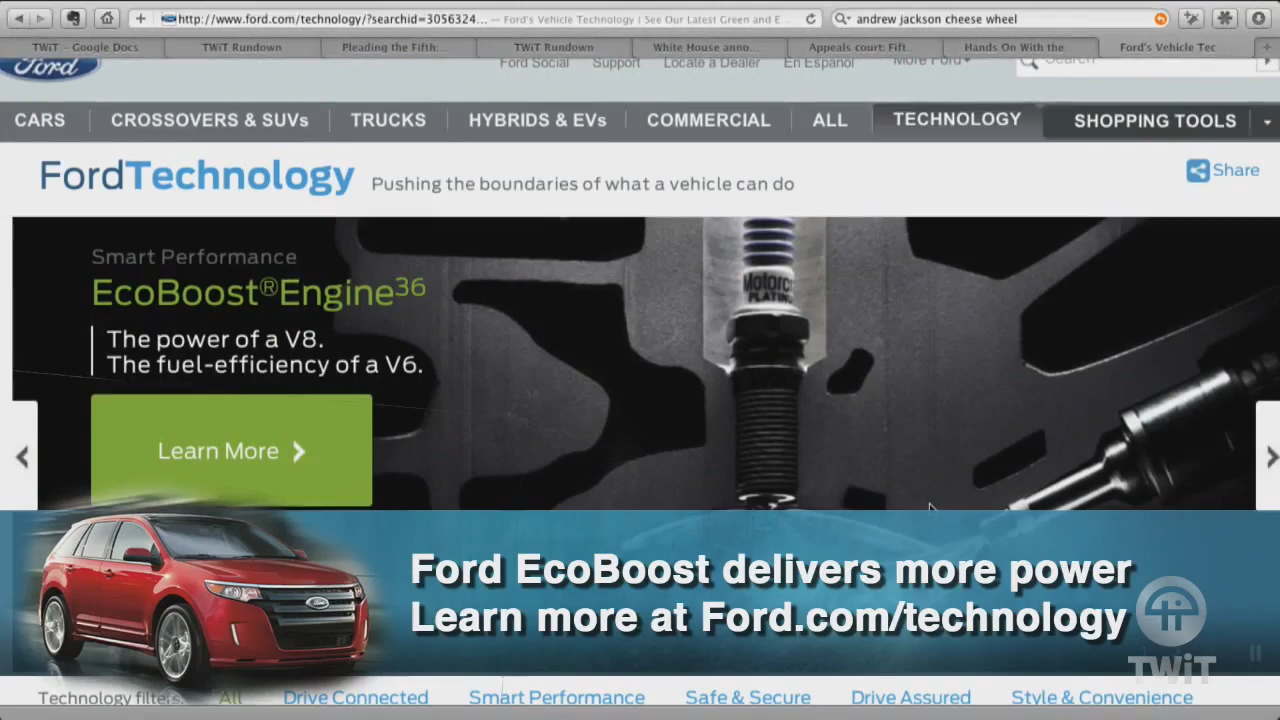 http://www.ford.com/technology/?searchid=3056324... — Ford's Vehicle Technology | See Our Latest Green and E...
andrew jackson cheese wheel
TWiT – Google Docs
TWiT Rundown
Pleading the Fifth:...
TWiT Rundown
White House anno...
Appeals court: Fift...
Hands On With the
Ford's Vehicle Tec
Ford
Ford Social
Support
Locate a Dealer
En Español
More Ford
Search
CARS
CROSSOVERS & SUVs
TRUCKS
HYBRIDS & EVs
COMMERCIAL
ALL
TECHNOLOGY
SHOPPING TOOLS
FordTechnology Pushing the boundaries of what a vehicle can do
Share
Smart Performance
EcoBoost®Engine36
The power of a V8.
The fuel-efficiency of a V6.
Learn More
Motorc
PLATIN
Ford EcoBoost delivers more power
Learn more at Ford.com/technology
Ford
TWiT
Technology filters:
All
Drive Connected
Smart Performance
Safe & Secure
Drive Assured
Style & Convenience